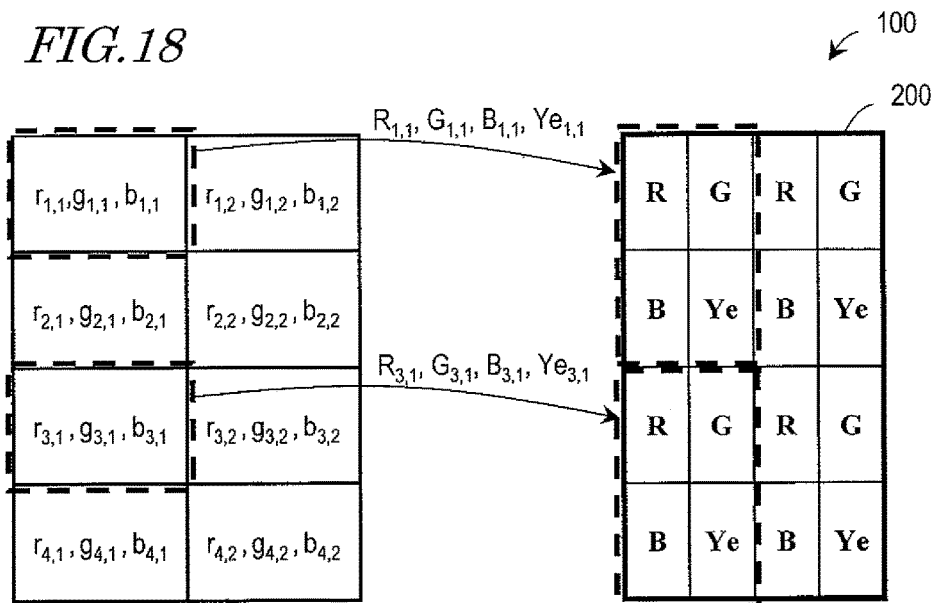 FIG.18
100
200
R1,1, G1,1, B1,1, Ye1,1
r1,1,g1,1, b1,1 r1,2, g1,2, b1,2 R G R G
r2,1, g2,1, b2,1 r2,2, g2,2, b2,2 B Ye B Ye
R3,1, G3,1, B3,1, Ye3,1
r3,1, g3,1, b3,1 r3,2, g3,2, b3,2 R G R G
r4,1, g4,1, b4,1 r4,2, g4,2, b4,2 B Ye B Ye